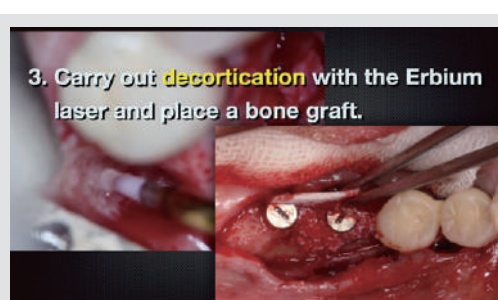 3. Carry out decortication with the Erbium
laser and place a bone graft.